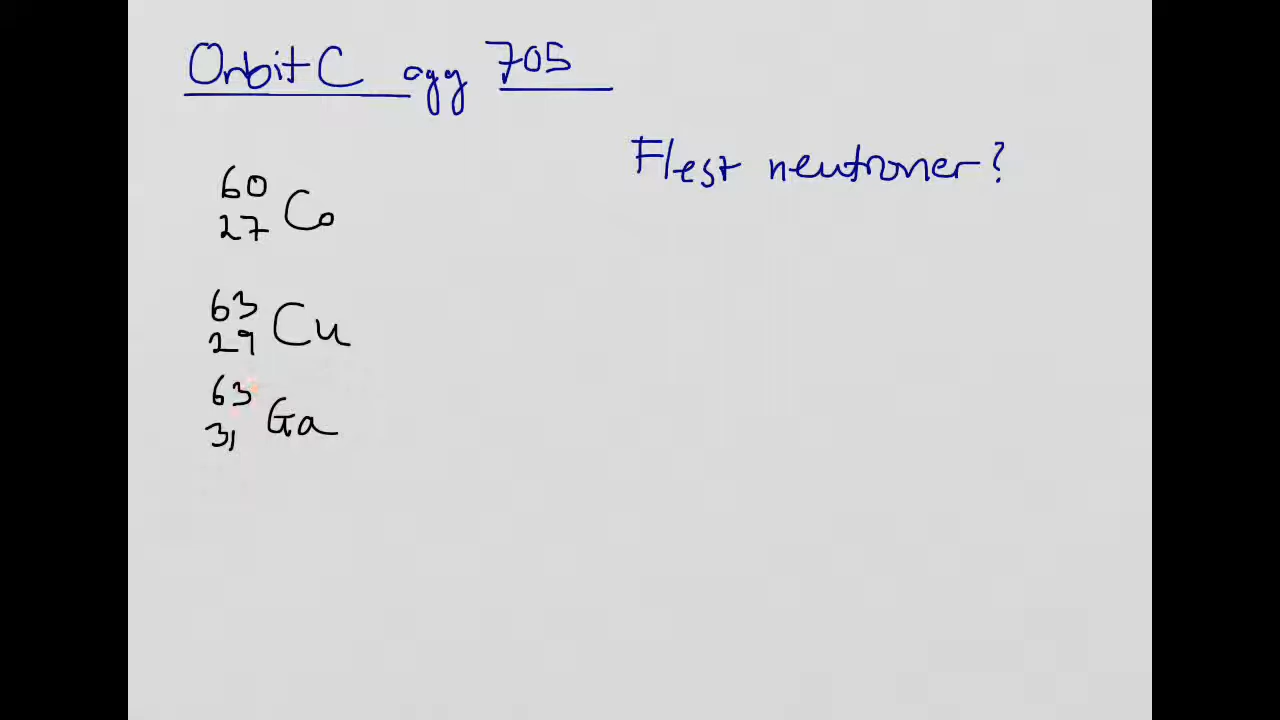 OrbitC ogg 705
Flest neutroner?
60
27 Co
63
29 Cu
63
31 Ga